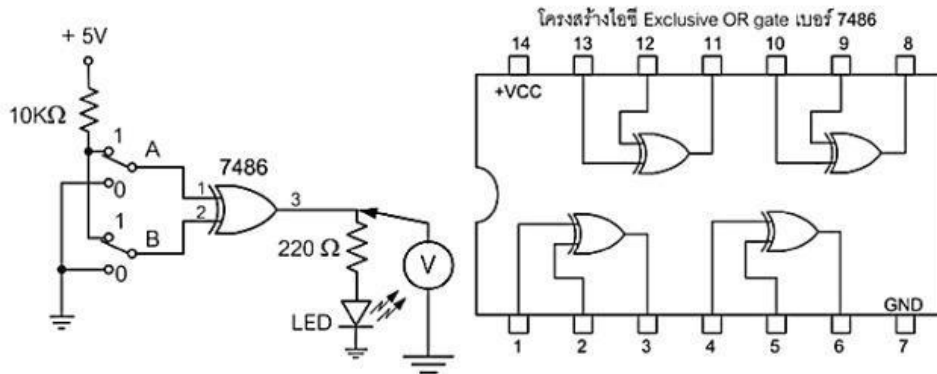 โครงสร้างไอซี Exclusive OR gate เบอร์ 7486
+ 5V
10KΩ
1
A
0
1
B
0
7486
1
2
3
220 Ω
LED
V
14 13 12 11 10 9 8
+VCC
GND
1 2 3 4 5 6 7